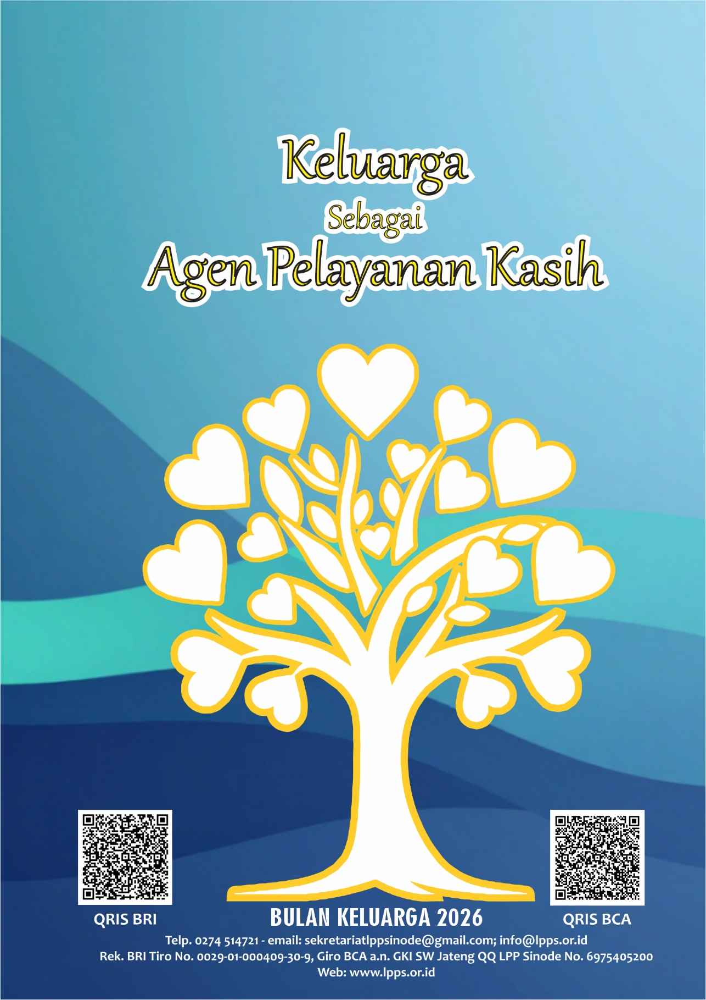 Keluarga
Sebagai
Agen Pelayanan Kasih
QRIS BRI
BULAN KELUARGA 2026
QRIS BCA
Telp. 0274 514721 - email: sekretariatlppsinode@gmail.com; info@lpps.or.id
Rek. BRI Tiro No. 0029-01-000409-30-9, Giro BCA a.n. GKI SW Jateng QQ LPP Sinode No. 6975405200
Web: www.lpps.or.id